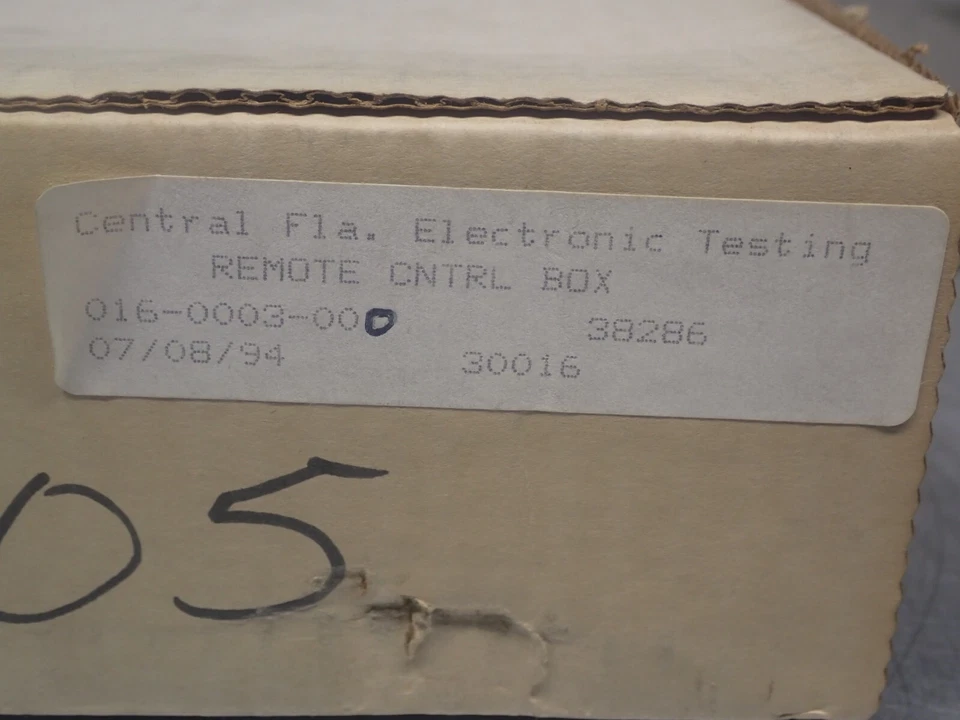 Central Fla. Electronic Testing
REMOTE CNTRL BOX
016-0003-000 38286
07/08/94 30016
05